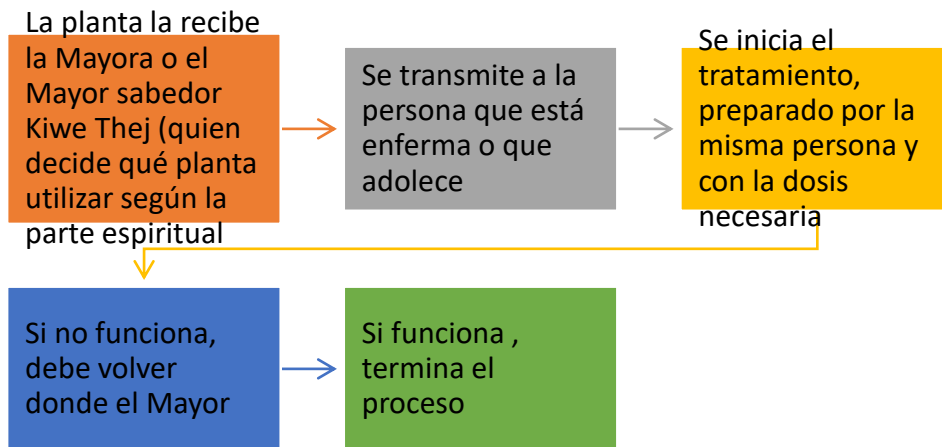 La planta la recibe
la Mayora o el
Mayor sabedor
Kiwe Thej (quien
decide qué planta
utilizar según la
parte espiritual
Se transmite a la
persona que está
enferma o que
adolece
Se inicia el
tratamiento,
preparado por la
misma persona y
con la dosis
necesaria
Si no funciona,
debe volver
donde el Mayor
Si funciona ,
termina el
proceso